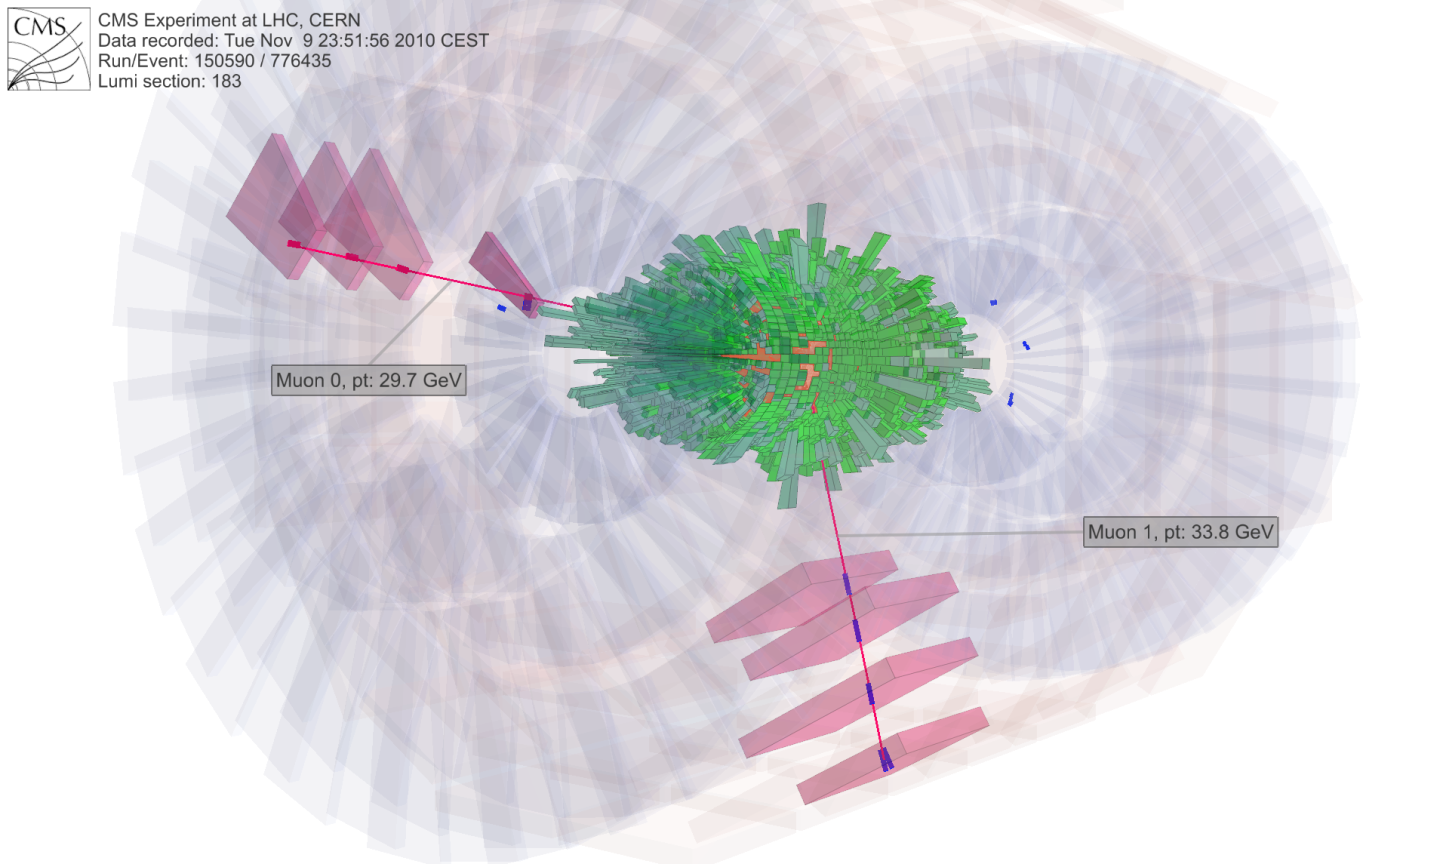 CMS
CMS Experiment at LHC, CERN
Data recorded: Tue Nov  9 23:51:56 2010 CEST
Run/Event: 150590 / 776435
Lumi section: 183
Muon 0, pt: 29.7 GeV
Muon 1, pt: 33.8 GeV